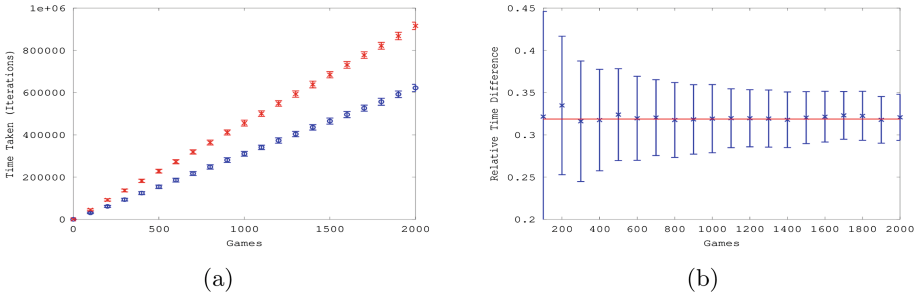 1e+06
800000
600000
400000
200000
0
Time Taken (Iterations)
0 500 1000 1500 2000
Games
(a)
0.45
0.4
0.35
0.3
0.25
0.2
Relative Time Difference
200 400 600 800 1000 1200 1400 1600 1800 2000
Games
(b)